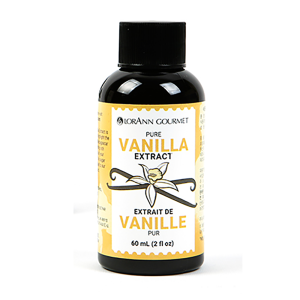 LORANN GOURMET
PURE
VANILLA
EXTRACT
EXTRAIT DE
VANILLE
PUR
60 mL (2 fl oz)